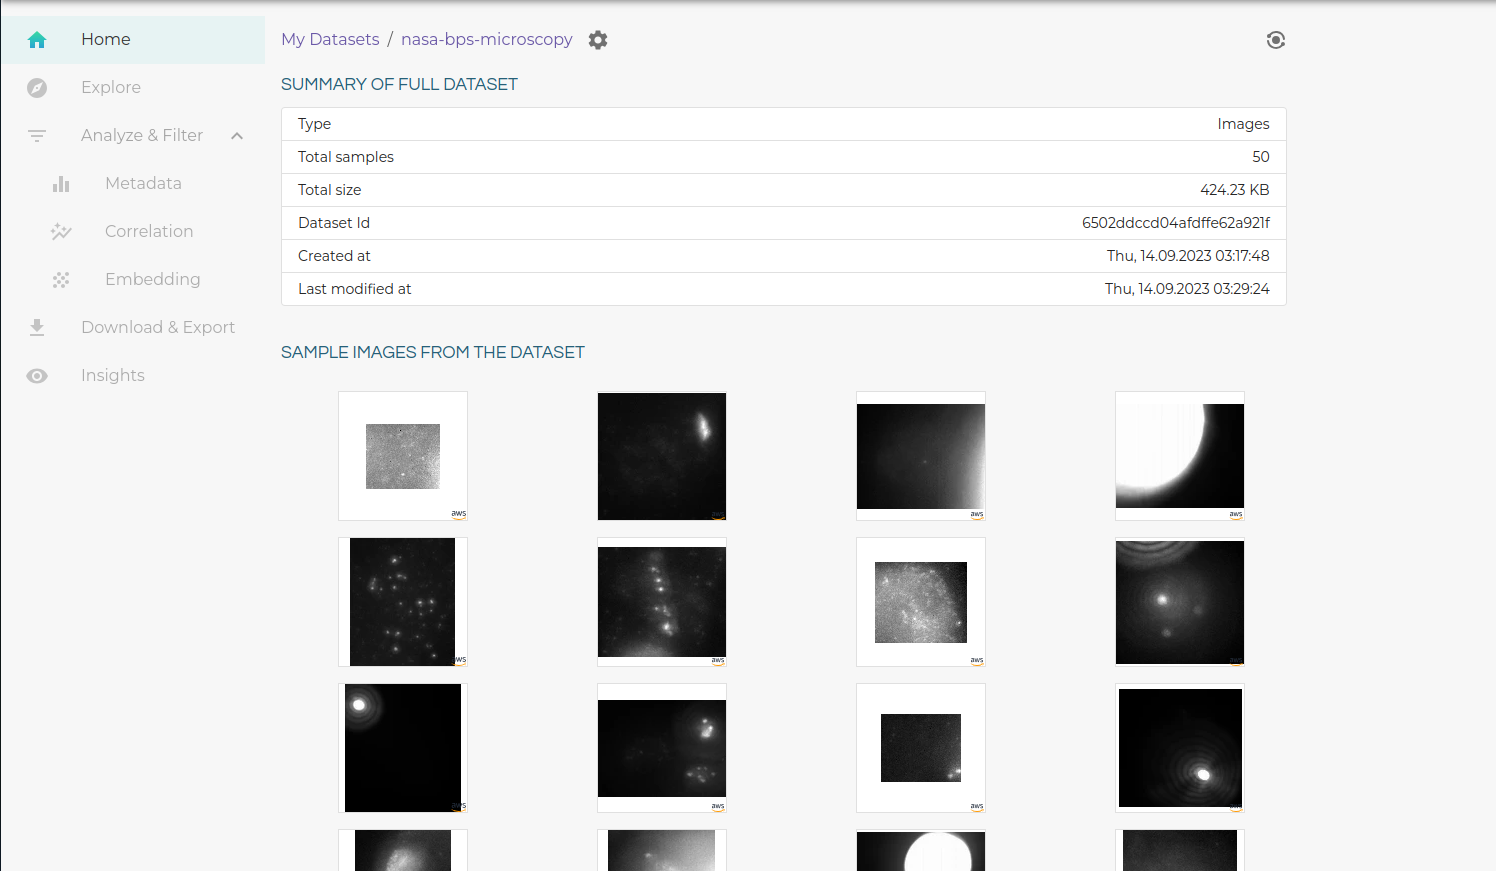 Home
My Datasets / nasa-bps-microscopy
Explore
SUMMARY OF FULL DATASET
Type Images
Analyze & Filter
Total samples 50
Metadata
Total size 424.23 KB
Correlation
Dataset Id 6502ddccd04afdffe62a921f
Created at Thu, 14.09.2023 03:17:48
Embedding
Last modified at Thu, 14.09.2023 03:29:24
Download & Export
SAMPLE IMAGES FROM THE DATASET
Insights
aws aws aws aws
aws aws aws aws
aws aws aws aws